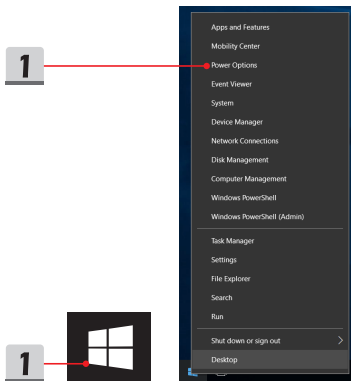 Apps and Features
Mobility Center
1
Power Options
Event Viewer
System
Device Manager
Network Connections
Disk Management
Computer Management
Windows PowerShell
Windows PowerShell (Admin)
Task Manager
Settings
File Explorer
Search
Run
Shut down or sign out
Desktop
1